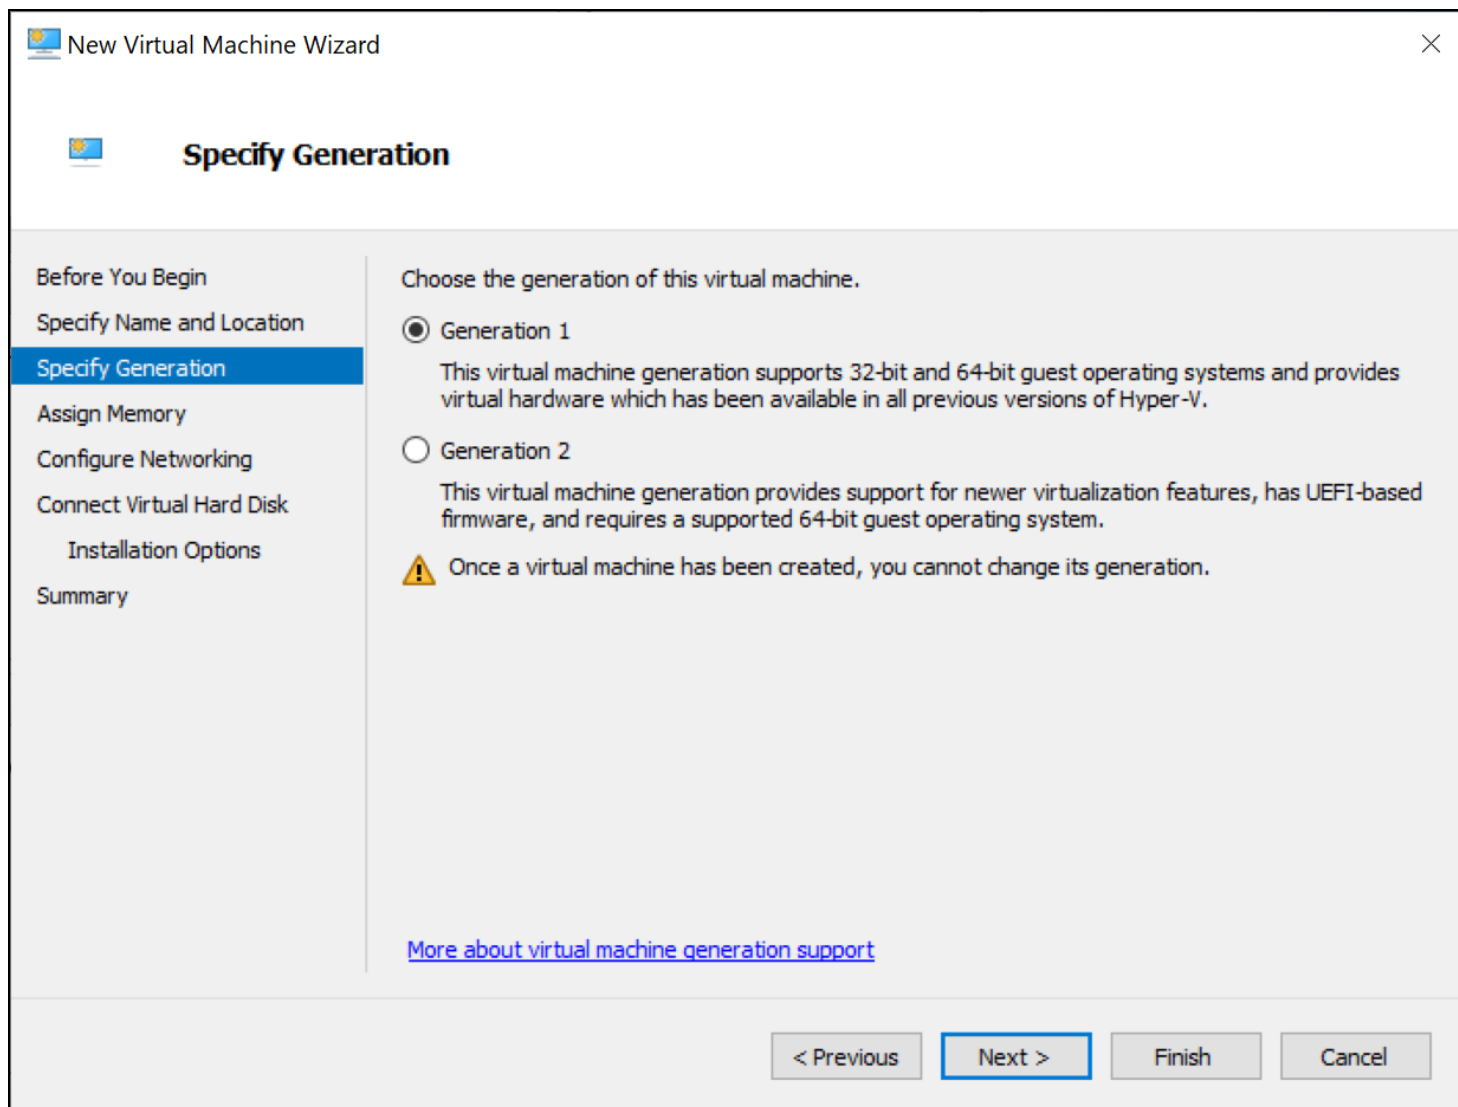 New Virtual Machine Wizard
Specify Generation
Before You Begin
Specify Name and Location
Specify Generation
Assign Memory
Configure Networking
Connect Virtual Hard Disk
Installation Options
Summary
Choose the generation of this virtual machine.
Generation 1
This virtual machine generation supports 32-bit and 64-bit guest operating systems and provides
virtual hardware which has been available in all previous versions of Hyper-V.
Generation 2
This virtual machine generation provides support for newer virtualization features, has UEFI-based
firmware, and requires a supported 64-bit guest operating system.
Once a virtual machine has been created, you cannot change its generation.
More about virtual machine generation support
< Previous
Next >
Finish
Cancel